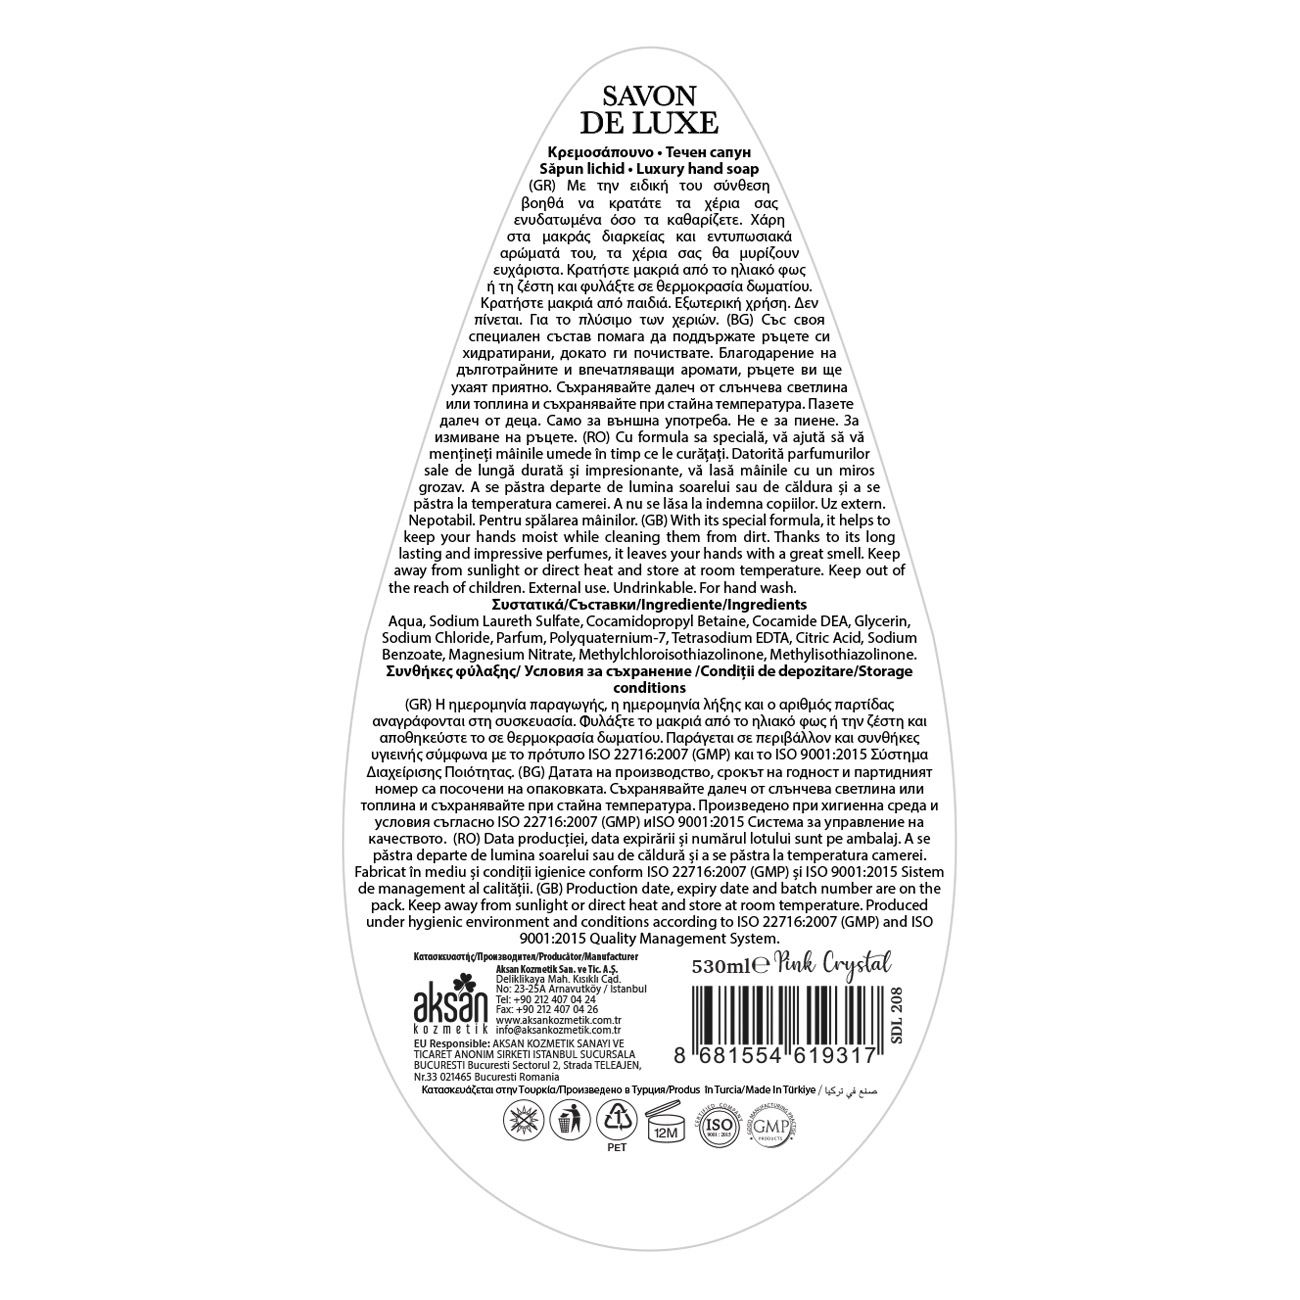 SAVON
DE LUXE
Κρεμοσάπουνο • Течен сапун
Săpun lichid • Luxury hand soap
(GR) Με την ειδική του σύνθεση
βοηθά να κρατάτε τα χέρια σας
ενυδατωμένα όσο τα καθαρίζετε. Χάρη
στα μακράς διαρκείας και εντυπωσιακά
αρώματά του, τα χέρια σας θα μυρίζουν
ευχάριστα. Κρατήστε μακριά από το ηλιακό φως
ή τη ζέστη και φυλάξτε σε θερμοκρασία δωματίου.
Κρατήστε μακριά από παιδιά. Εξωτερική χρήση. Δεν
πίνεται. Για το πλύσιμο των χεριών. (BG) Със своя
специален състав помага да поддържате ръцете си
хидратирани, докато ги почиствате. Благодарение на
дълготрайните и впечатляващи аромати, ръцете ви ще
ухаят приятно. Съхранявайте далеч от слънчева светлина
или топлина и съхранявайте при стайна температура. Пазете
далеч от деца. Само за външна употреба. Не е за пиене. За
измиване на ръцете. (RO) Cu formula sa specială, vă ajută să vă
mențineți mâinile umede în timp ce le curățați. Datorită parfumurilor
sale de lungă durată și impresionante, vă lasă mâinile cu un miros
grozav. A se păstra departe de lumina soarelui sau de căldura și a se
păstra la temperatura camerei. A nu se lăsa la indemna copiilor. Uz extern.
Nepotabil. Pentru spălarea mâinilor. (GB) With its special formula, it helps to
keep your hands moist while cleaning them from dirt. Thanks to its long
lasting and impressive perfumes, it leaves your hands with a great smell. Keep
away from sunlight or direct heat and store at room temperature. Keep out of
the reach of children. External use. Undrinkable. For hand wash.
Συστατικά/Съставки/Ingrediente/Ingredients
Aqua, Sodium Laureth Sulfate, Cocamidopropyl Betaine, Cocamide DEA, Glycerin,
Sodium Chloride, Parfum, Polyquaternium-7, Tetrasodium EDTA, Citric Acid, Sodium
Benzoate, Magnesium Nitrate, Methylchloroisothiazolinone, Methylisothiazolinone.
Συνθήκες φύλαξης/ Условия за съхранение /Condiții de depozitare/Storage
conditions
(GR) Η ημερομηνία παραγωγής, η ημερομηνία λήξης και ο αριθμός παρτίδας
αναγράφονται στη συσκευασία. Φυλάξτε το μακριά από το ηλιακό φως ή την ζέστη και
αποθηκεύστε το σε θερμοκρασία δωματίου. Παράγεται σε περιβάλλον και συνθήκες
υγιεινής σύμφωνα με το πρότυπο ISO 22716:2007 (GMP) και το ISO 9001:2015 Σύστημα
Διαχείρισης Ποιότητας. (BG) Датата на производство, срокът на годност и партидният
номер са посочени на опаковката. Съхранявайте далеч от слънчева светлина или
топлина и съхранявайте при стайна температура. Произведено при хигиенна среда и
условия съгласно ISO 22716:2007 (GMP) иISO 9001:2015 Система за управление на
качеството. (RO) Data producției, data expirării și numărul lotului sunt pe ambalaj. A se
păstra departe de lumina soarelui sau de căldură și a se păstra la temperatura camerei.
Fabricat în mediu și condiții igienice conform ISO 22716:2007 (GMP) și ISO 9001:2015 Sistem
de management al calității. (GB) Production date, expiry date and batch number are on the
pack. Keep away from sunlight or direct heat and store at room temperature. Produced
under hygienic environment and conditions according to ISO 22716:2007 (GMP) and ISO
9001:2015 Quality Management System.
Κατασκευαστής/Производител/Producător/Manufacturer
Aksan Kozmetik San. ve Tic. A.Ş.
Deliklikaya Mah. Kısıklı Cad.
No: 23-25A Arnavutköy / İstanbul
Tel: +90 212 407 04 24
Fax: +90 212 407 04 26
www.aksankozmetik.com.tr
info@aksankozmetik.com.tr
aksan
kozmetik
EU Responsible: AKSAN KOZMETIK SANAYI VE
TICARET ANONIM SIRKETI ISTANBUL SUCURSALA
BUCURESTI Bucuresti Sectorul 2, Strada TELEAJEN,
Nr.33 021465 Bucuresti Romania
530ml℮ Pink Crystal
SDL 208
8 681554 619317
Κατασκευάζεται στην Τουρκία/Произведено в Турция/Produs în Turcia/Made In Türkiye / صنع في تركيا
PET
12M
CERTIFIED COMPANY
ISO
9001 : 2015
GOOD MANUFACTURING PRACTICE
GMP
PRODUCTS